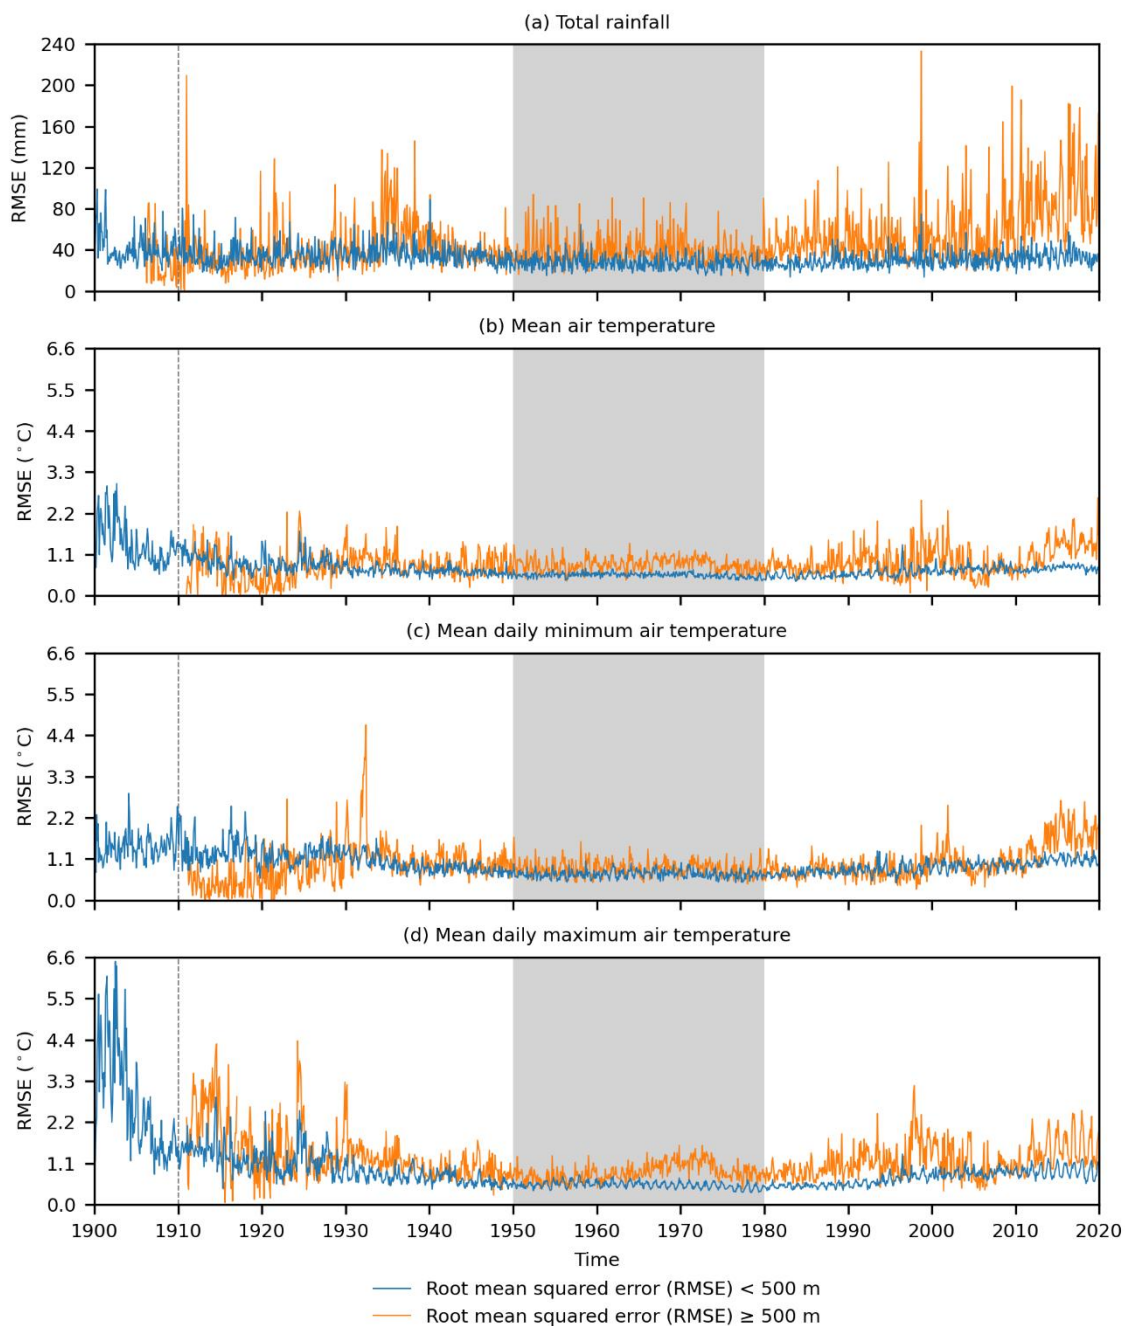 (a) Total rainfall
240
200
160
120
80
40
0
RMSE (mm)
(b) Mean air temperature
6.6
5.5
4.4
3.3
2.2
1.1
0.0
RMSE (°C)
(c) Mean daily minimum air temperature
6.6
5.5
4.4
3.3
2.2
1.1
0.0
RMSE (°C)
(d) Mean daily maximum air temperature
6.6
5.5
4.4
3.3
2.2
1.1
0.0
RMSE (°C)
1900 1910 1920 1930 1940 1950 1960 1970 1980 1990 2000 2010 2020
Time
Root mean squared error (RMSE) < 500 m
Root mean squared error (RMSE) ≥ 500 m